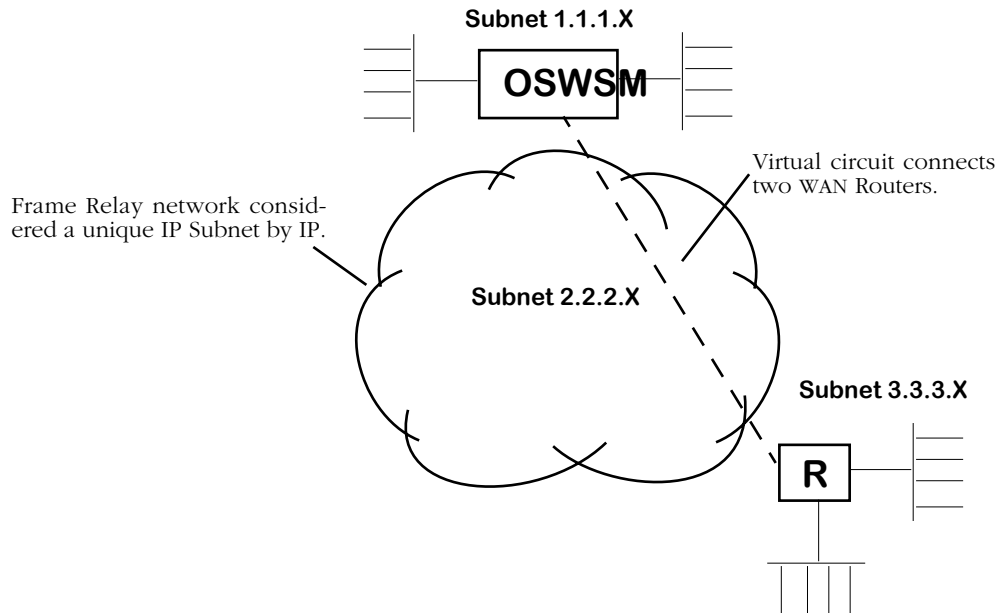 Subnet 1.1.1.X
OSWSM
Virtual circuit connects
two WAN Routers.
Frame Relay network consid-
ered a unique IP Subnet by IP.
Subnet 2.2.2.X
Subnet 3.3.3.X
R